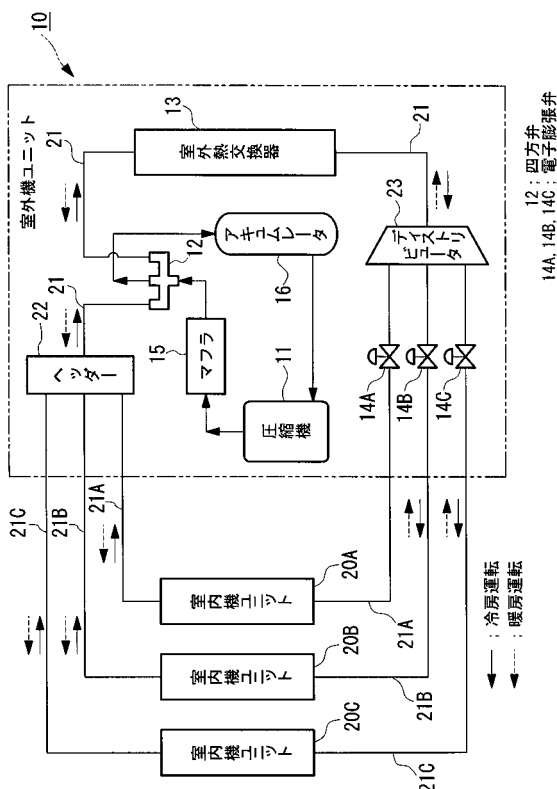 10
室外機ユニット
21
13
室外熱交換器
21
12
アキュムレータ
16
21
22
ヘッダー
15
マフラ
11
圧縮機
23
ディストリ
ビュータ
14A
14B
14C
21C
21B
21A
室内機ユニット
20A
21A
室内機ユニット
20B
21B
室内機ユニット
20C
21C
；冷房運転
；暖房運転
12；四方弁
14A, 14B, 14C；電子膨張弁